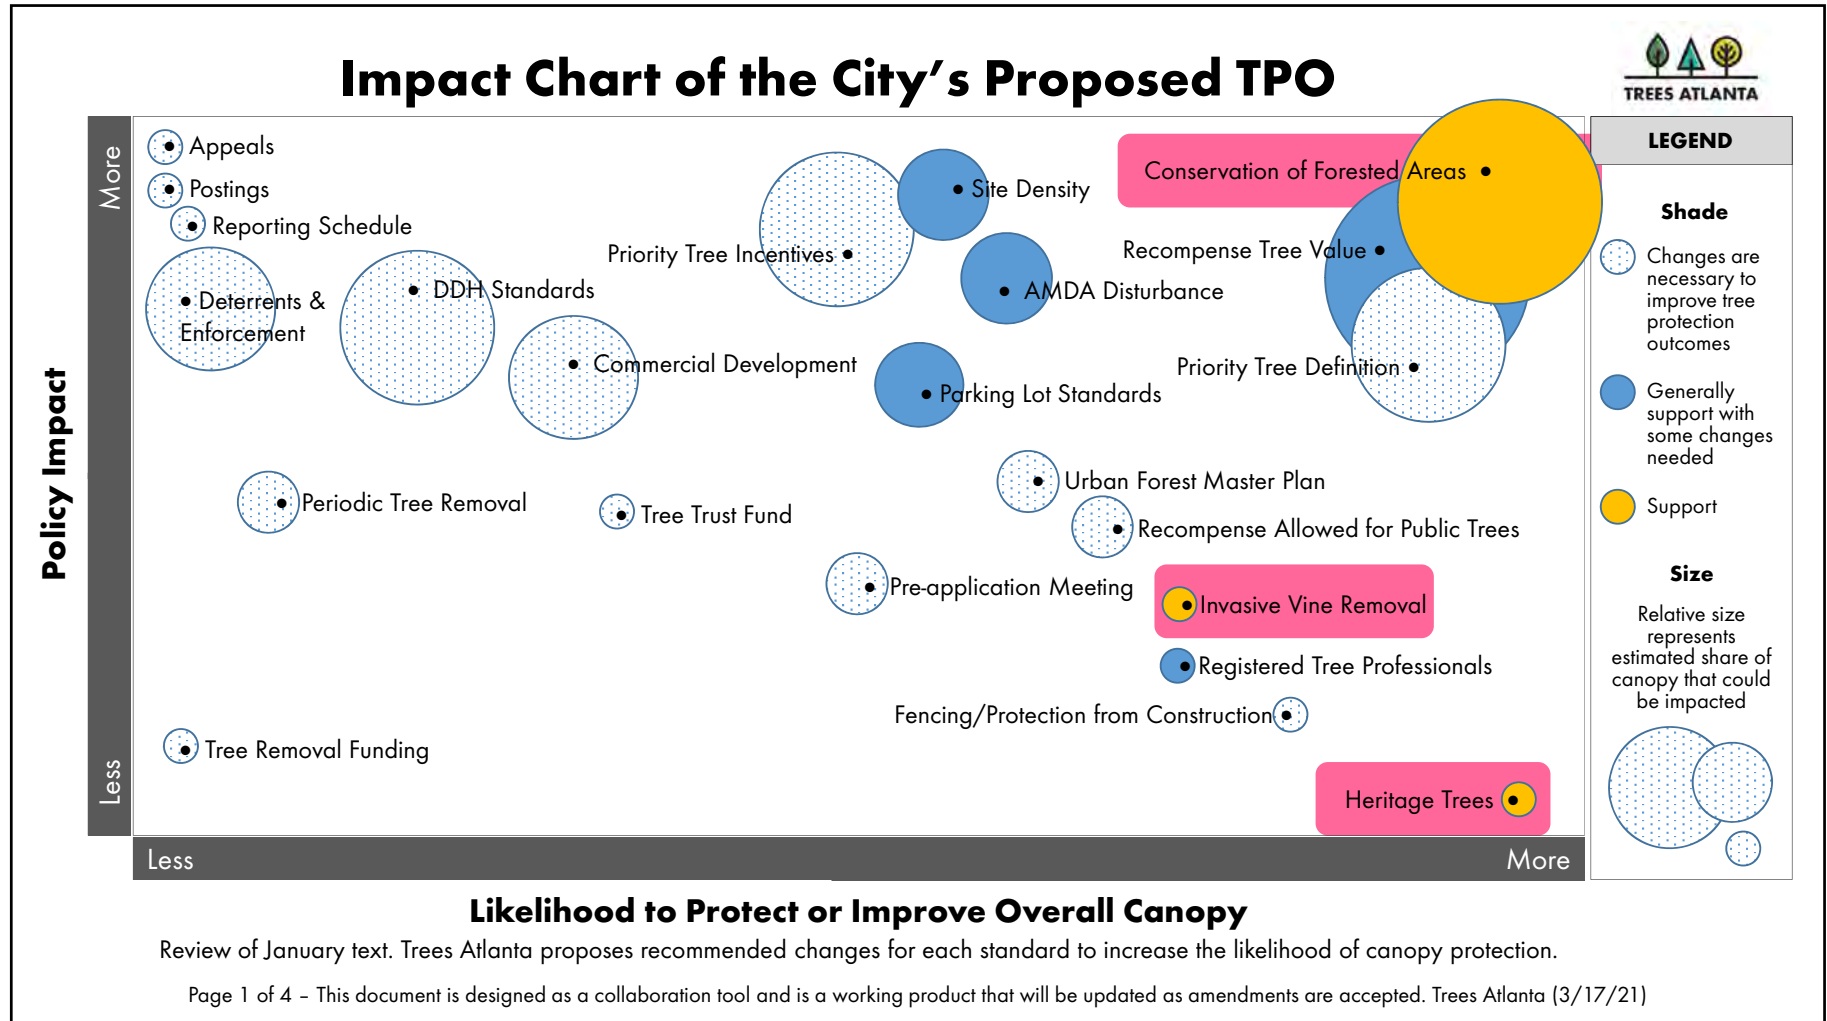 Impact Chart of the City’s Proposed TPO
TREES ATLANTA
Policy Impact
More
Less
Appeals
Postings
Reporting Schedule
Deterrents &
Enforcement
DDH Standards
Commercial Development
Priority Tree Incentives
Site Density
AMDA Disturbance
Parking Lot Standards
Conservation of Forested Areas
Recompense Tree Value
Priority Tree Definition
Periodic Tree Removal
Tree Trust Fund
Urban Forest Master Plan
Recompense Allowed for Public Trees
Pre-application Meeting
Invasive Vine Removal
Registered Tree Professionals
Fencing/Protection from Construction
Tree Removal Funding
Heritage Trees
Less
More
LEGEND
Shade
Changes are
necessary to
improve tree
protection
outcomes
Generally
support with
some changes
needed
Support
Size
Relative size
represents
estimated share of
canopy that could
be impacted
Likelihood to Protect or Improve Overall Canopy
Review of January text. Trees Atlanta proposes recommended changes for each standard to increase the likelihood of canopy protection.
Page 1 of 4 – This document is designed as a collaboration tool and is a working product that will be updated as amendments are accepted. Trees Atlanta (3/17/21)